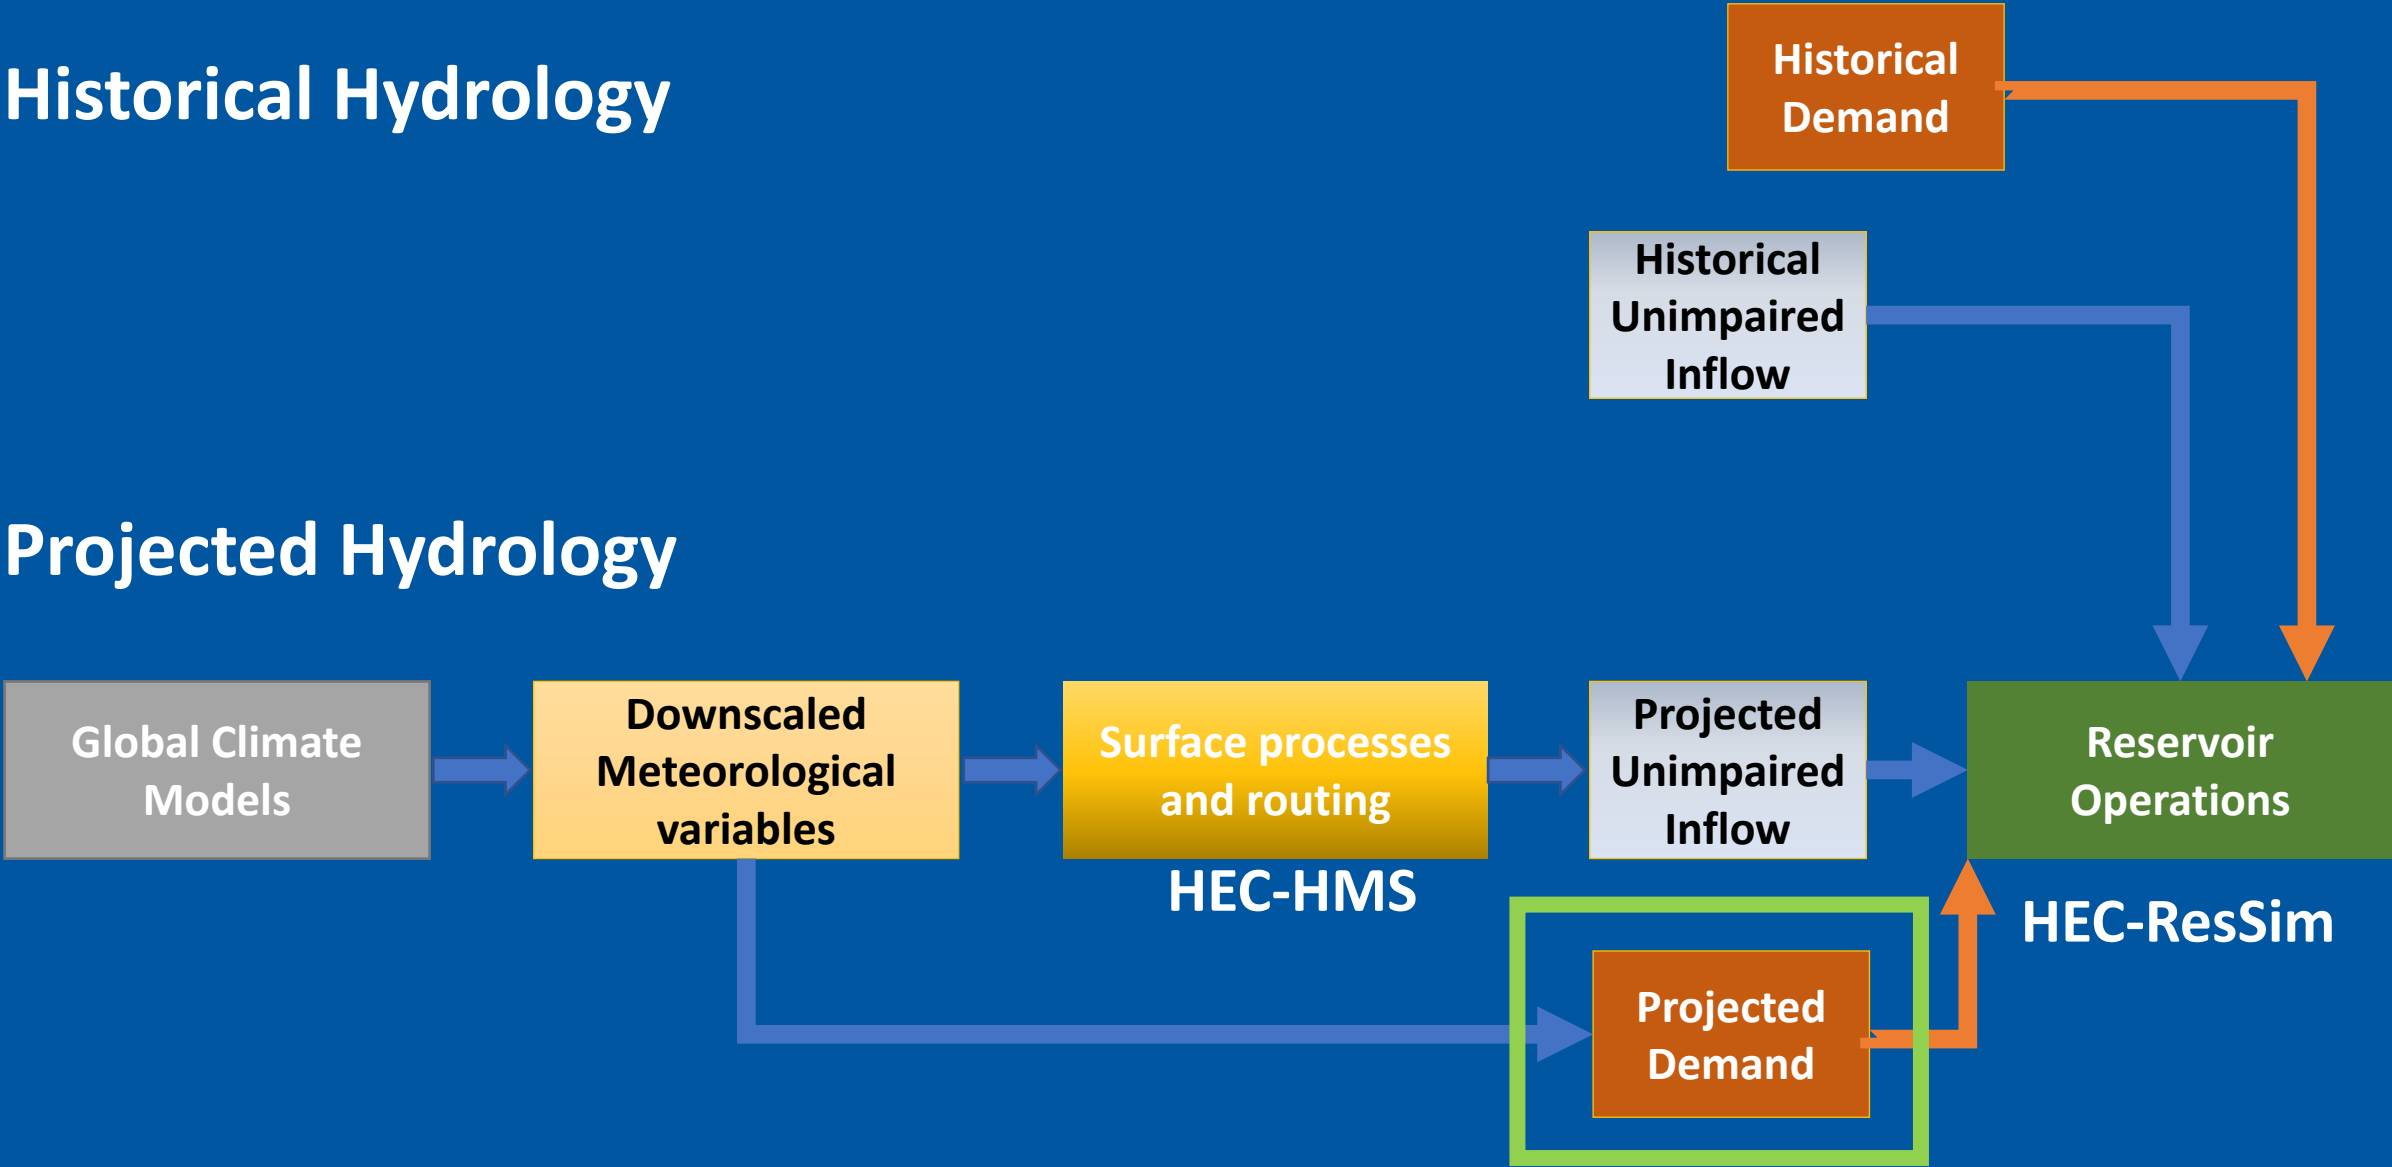 Historical Hydrology
Historical
Demand
Historical
Unimpaired
Inflow
Projected Hydrology
Global Climate
Models
Downscaled
Meteorological
variables
Surface processes
and routing
HEC-HMS
Projected
Unimpaired
Inflow
Reservoir
Operations
HEC-ResSim
Projected
Demand